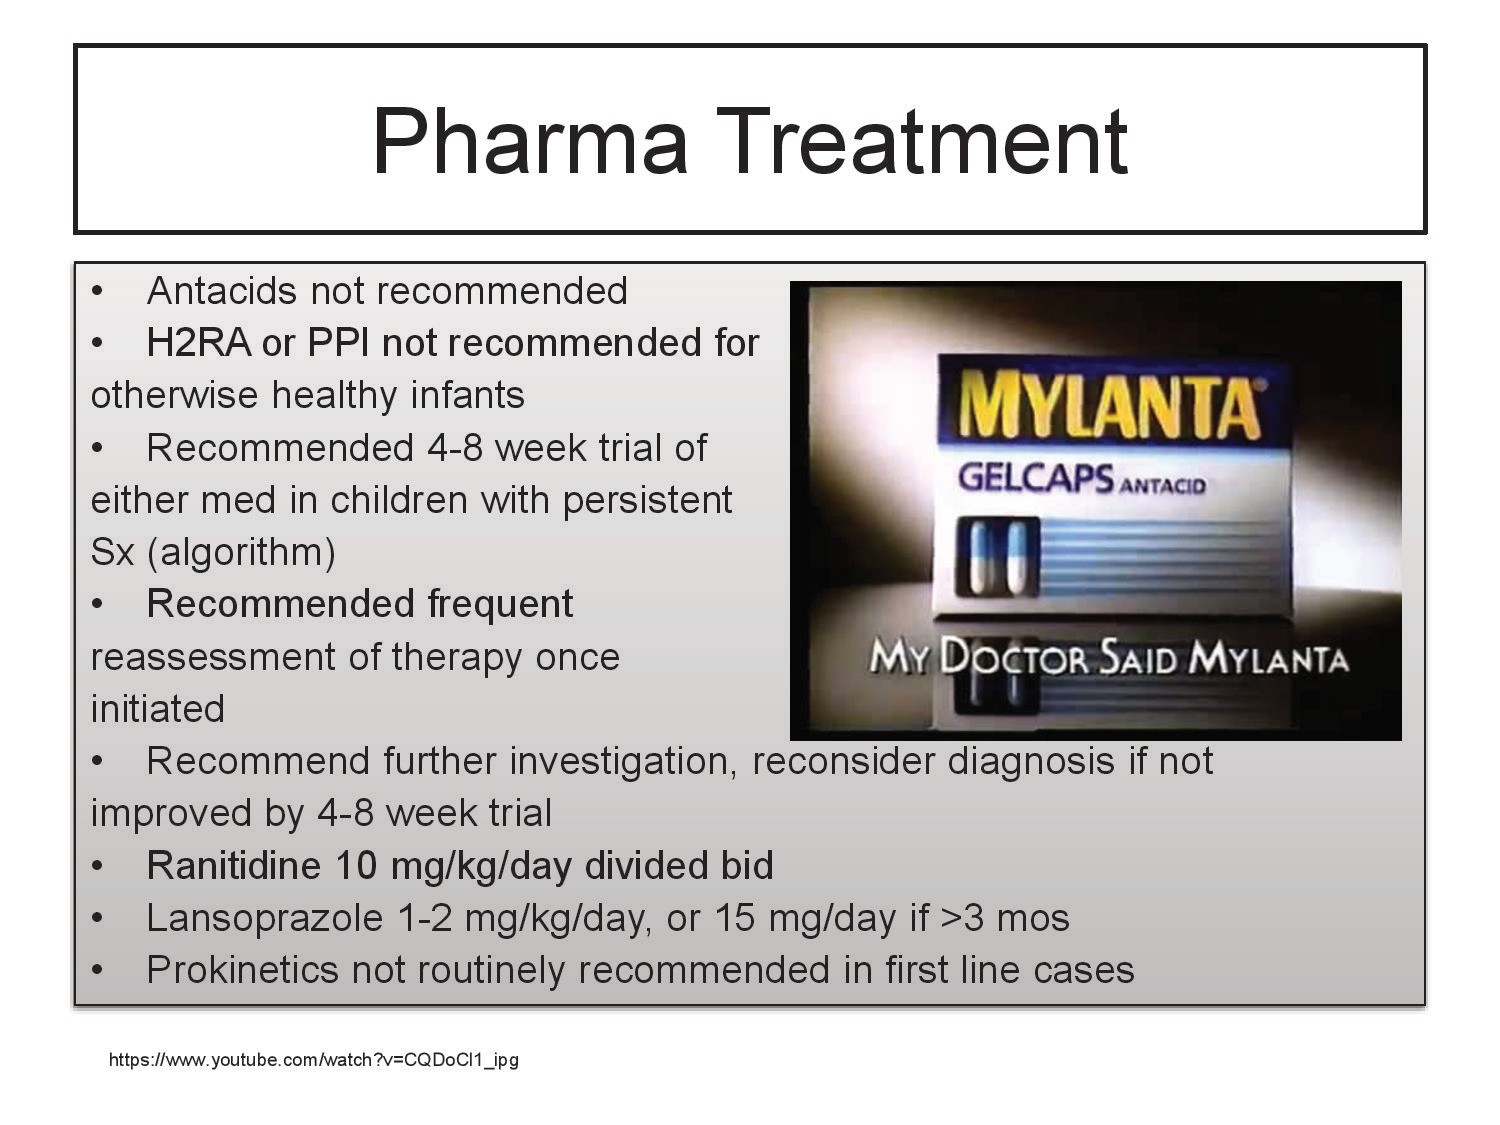 Pharma Treatment
• Antacids not recommended
• H2RA or PPI not recommended for
otherwise healthy infants
• Recommended 4-8 week trial of
either med in children with persistent
Sx (algorithm)
• Recommended frequent
reassessment of therapy once
initiated
• Recommend further investigation, reconsider diagnosis if not
improved by 4-8 week trial
• Ranitidine 10 mg/kg/day divided bid
• Lansoprazole 1-2 mg/kg/day, or 15 mg/day if >3 mos
• Prokinetics not routinely recommended in first line cases
MYLANTA®
GELCAPS ANTACID
MY DOCTOR SAID MYLANTA
https://www.youtube.com/watch?v=CQDoCl1_ipg